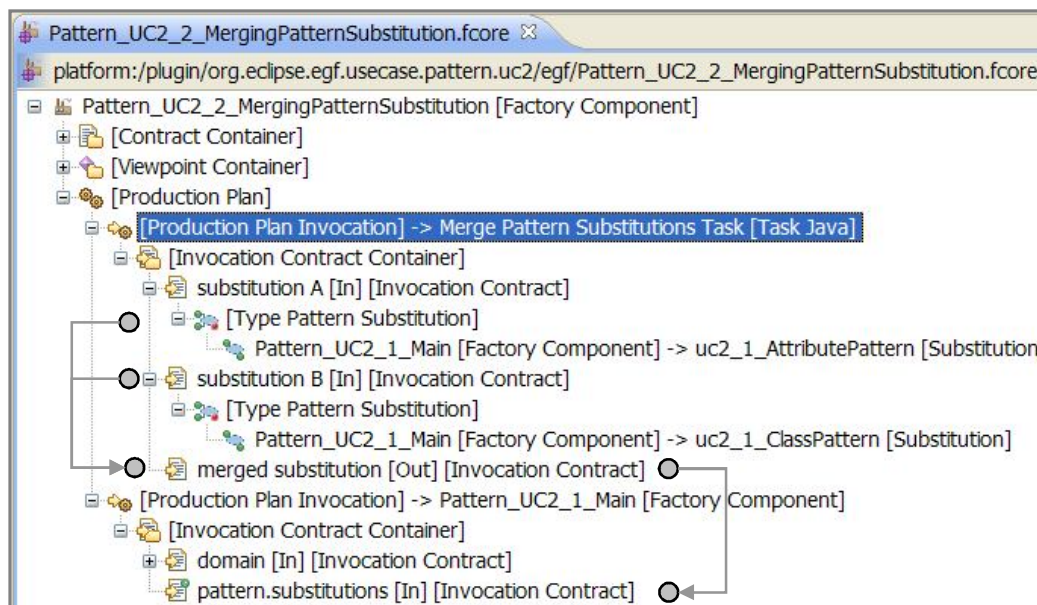 Pattern_UC2_2_MergingPatternSubstitution.fcore
platform:/plugin/org.eclipse.egf.usecase.pattern.uc2/egf/Pattern_UC2_2_MergingPatternSubstitution.fcore
Pattern_UC2_2_MergingPatternSubstitution [Factory Component]
[Contract Container]
[Viewpoint Container]
[Production Plan]
[Production Plan Invocation] -> Merge Pattern Substitutions Task [Task Java]
[Invocation Contract Container]
substitution A [In] [Invocation Contract]
[Type Pattern Substitution]
Pattern_UC2_1_Main [Factory Component] -> uc2_1_AttributePattern [Substitution
substitution B [In] [Invocation Contract]
[Type Pattern Substitution]
Pattern_UC2_1_Main [Factory Component] -> uc2_1_ClassPattern [Substitution]
merged substitution [Out] [Invocation Contract]
[Production Plan Invocation] -> Pattern_UC2_1_Main [Factory Component]
[Invocation Contract Container]
domain [In] [Invocation Contract]
pattern.substitutions [In] [Invocation Contract]